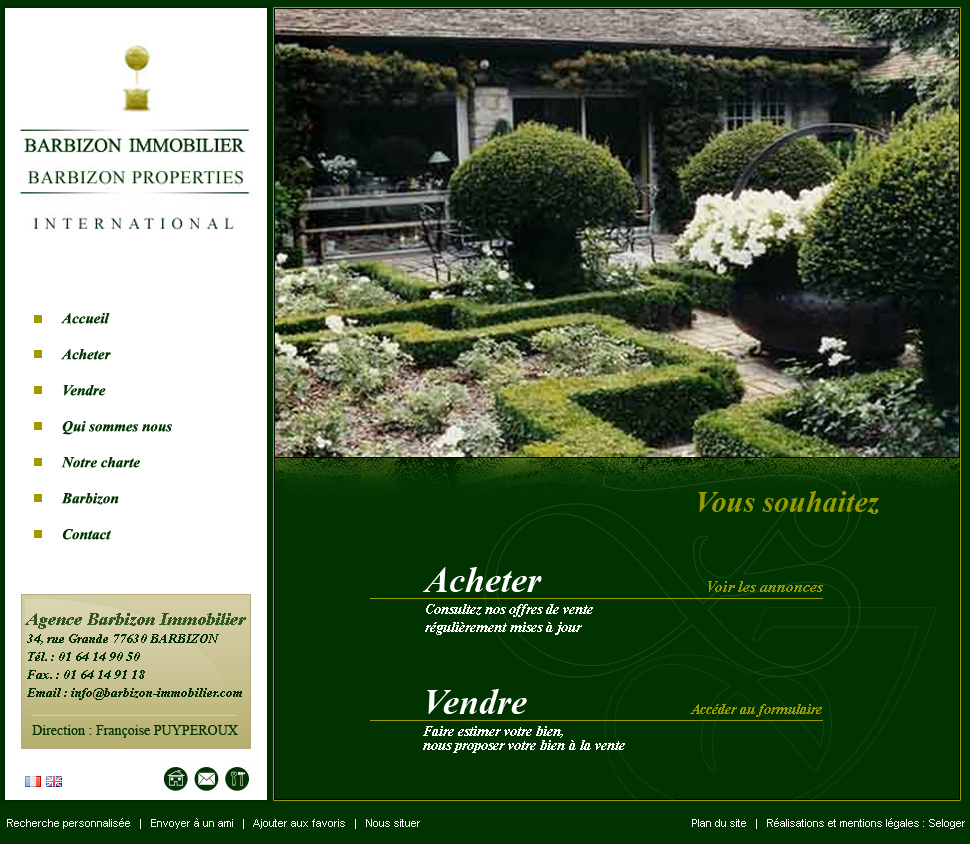 BARBIZON IMMOBILIER
BARBIZON PROPERTIES
INTERNATIONAL
Accueil
Acheter
Vendre
Qui sommes nous
Notre charte
Barbizon
Contact
Agence Barbizon Immobilier
34, rue Grande 77630 BARBIZON
Tél. : 01 64 14 90 50
Fax. : 01 64 14 91 18
Email : info@barbizon-immobilier.com
Direction : Françoise PUYPEROUX
Vous souhaitez
Acheter
Voir les annonces
Consultez nos offres de vente
régulièrement mises à jour
Vendre
Accéder au formulaire
Faire estimer votre bien,
nous proposer votre bien à la vente
Recherche personnalisée | Envoyer à un ami | Ajouter aux favoris | Nous situer
Plan du site | Réalisations et mentions légales : Seloger